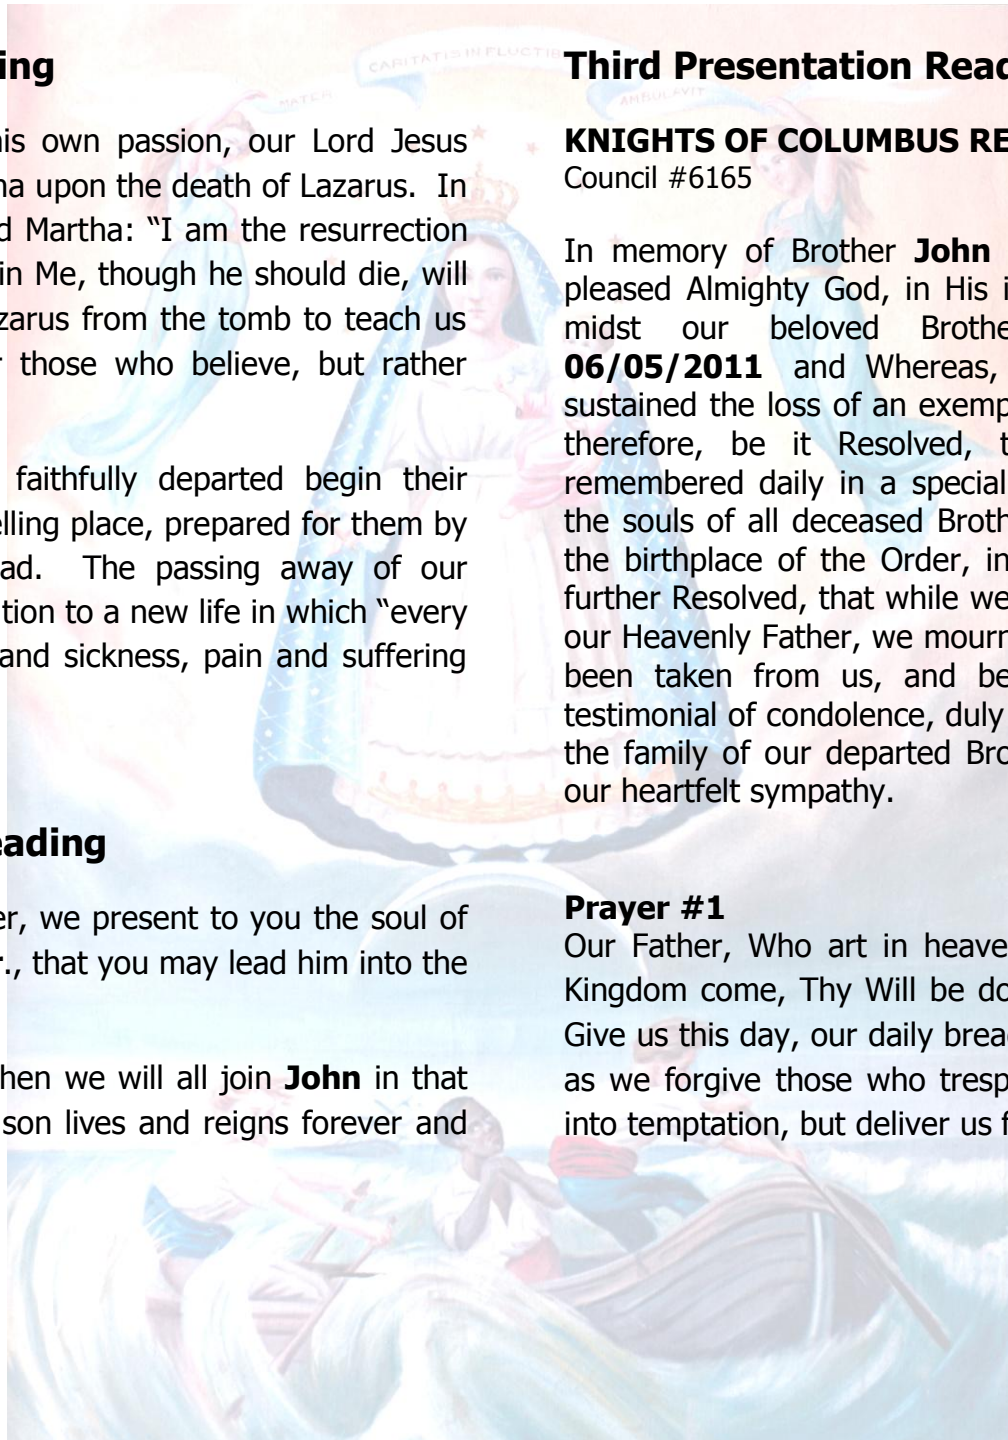 CARITATIS IN FLUCTIB
MATER
AMBULAVIT
ing
his own passion, our Lord Jesus
na upon the death of Lazarus. In
d Martha: “I am the resurrection
in Me, though he should die, will
zarus from the tomb to teach us
r those who believe, but rather
faithfully departed begin their
elling place, prepared for them by
ad. The passing away of our
tion to a new life in which “every
and sickness, pain and suffering
eading
er, we present to you the soul of
r., that you may lead him into the
hen we will all join John in that
son lives and reigns forever and
Third Presentation Read
KNIGHTS OF COLUMBUS RE
Council #6165
In memory of Brother John
pleased Almighty God, in His i
midst our beloved Brothe
06/05/2011 and Whereas,
sustained the loss of an exemp
therefore, be it Resolved, t
remembered daily in a special
the souls of all deceased Broth
the birthplace of the Order, in
further Resolved, that while we
our Heavenly Father, we mourn
been taken from us, and be
testimonial of condolence, duly
the family of our departed Bro
our heartfelt sympathy.
Prayer #1
Our Father, Who art in heave
Kingdom come, Thy Will be do
Give us this day, our daily brea
as we forgive those who tresp
into temptation, but deliver us f